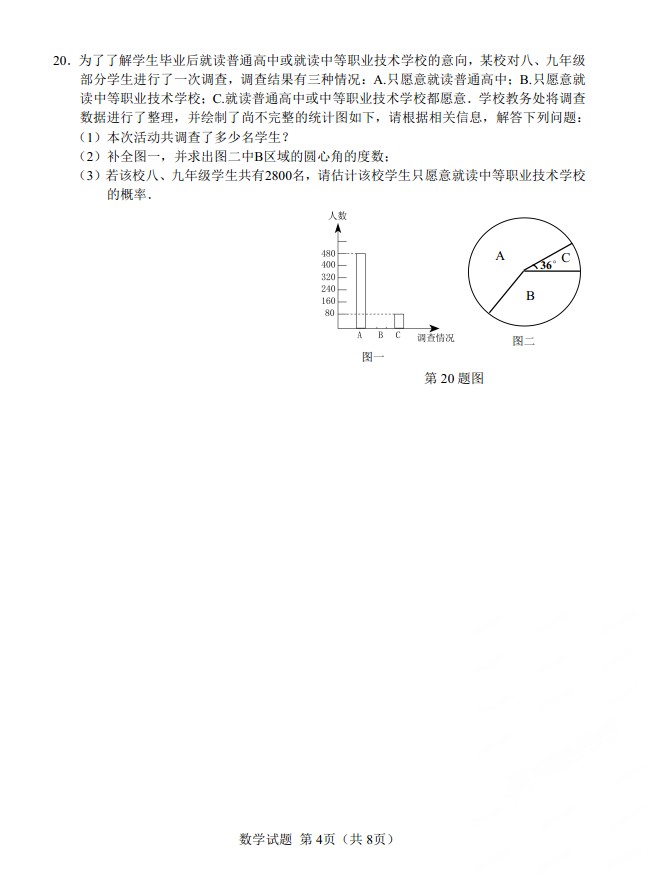 20．为了了解学生毕业后就读普通高中或就读中等职业技术学校的意向，某校对八、九年级
部分学生进行了一次调查，调查结果有三种情况：A.只愿意就读普通高中；B.只愿意就
读中等职业技术学校；C.就读普通高中或中等职业技术学校都愿意．学校教务处将调查
数据进行了整理，并绘制了尚不完整的统计图如下，请根据相关信息，解答下列问题：
（1）本次活动共调查了多少名学生？
（2）补全图一，并求出图二中B区域的圆心角的度数；
（3）若该校八、九年级学生共有2800名，请估计该校学生只愿意就读中等职业技术学校
的概率．
人数
480
400
320
240
160
80
A B C 调查情况
图一
A
36°
C
B
图二
第 20 题图
数学试题 第 4页（共 8页）